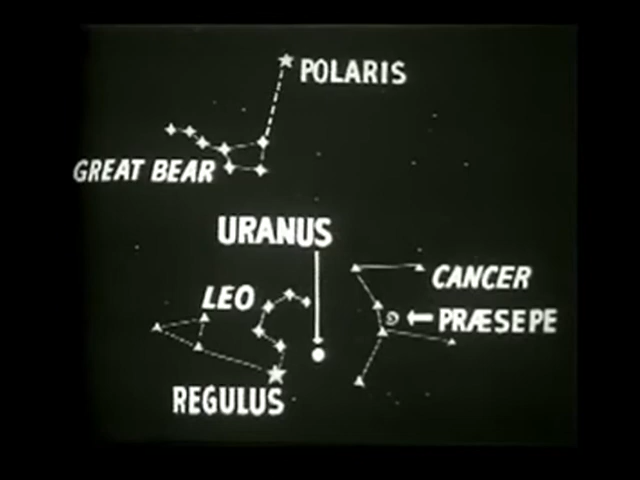 POLARIS
GREAT BEAR
URANUS
CANCER
LEO
PRÆSEPE
REGULUS